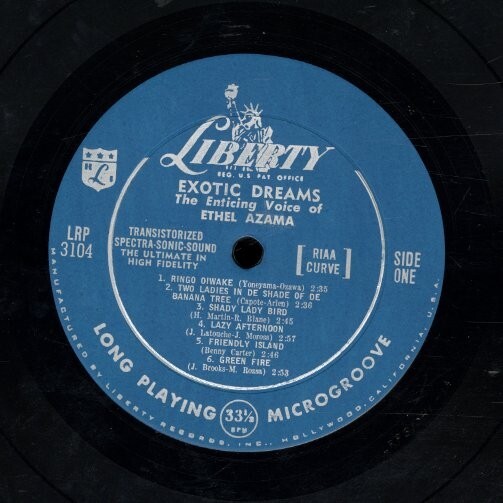 LIBERTY
REG. U.S. PAT. OFFICE
EXOTIC DREAMS
The Enticing Voice of
ETHEL AZAMA
LRP
3104
TRANSISTORIZED
SPECTRA-SONIC-SOUND
THE ULTIMATE IN
HIGH FIDELITY
[RIAA
CURVE]
SIDE
ONE
1. RINGO OIWAKE (Yoneyama-Ozawa) 2:35
2. TWO LADIES IN DE SHADE OF DE
BANANA TREE (Capote-Arlen) 2:36
3. SHADY LADY BIRD
(H. Martin-R. Blane) 2:45
4. LAZY AFTERNOON
(J. Latouche-J. Moross) 2:57
5. FRIENDLY ISLAND
(Benny Carter) 2:46
6. GREEN FIRE
(J. Brooks-M. Rousa) 2:53
LONG PLAYING 33⅓ RPM MICROGROOVE
MANUFACTURED BY LIBERTY RECORDS, INC., HOLLYWOOD, CALIFORNIA, U.S.A.